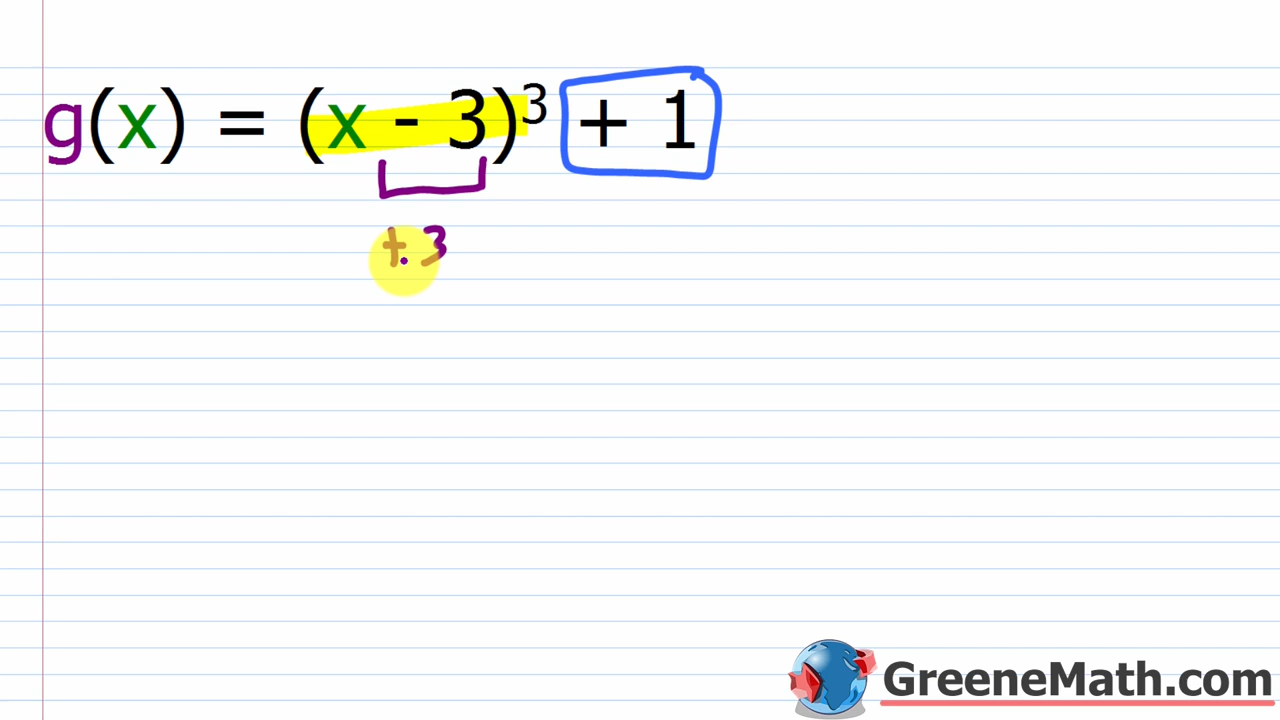 g(x) = (x - 3)³ + 1
+ 3
GreeneMath.com